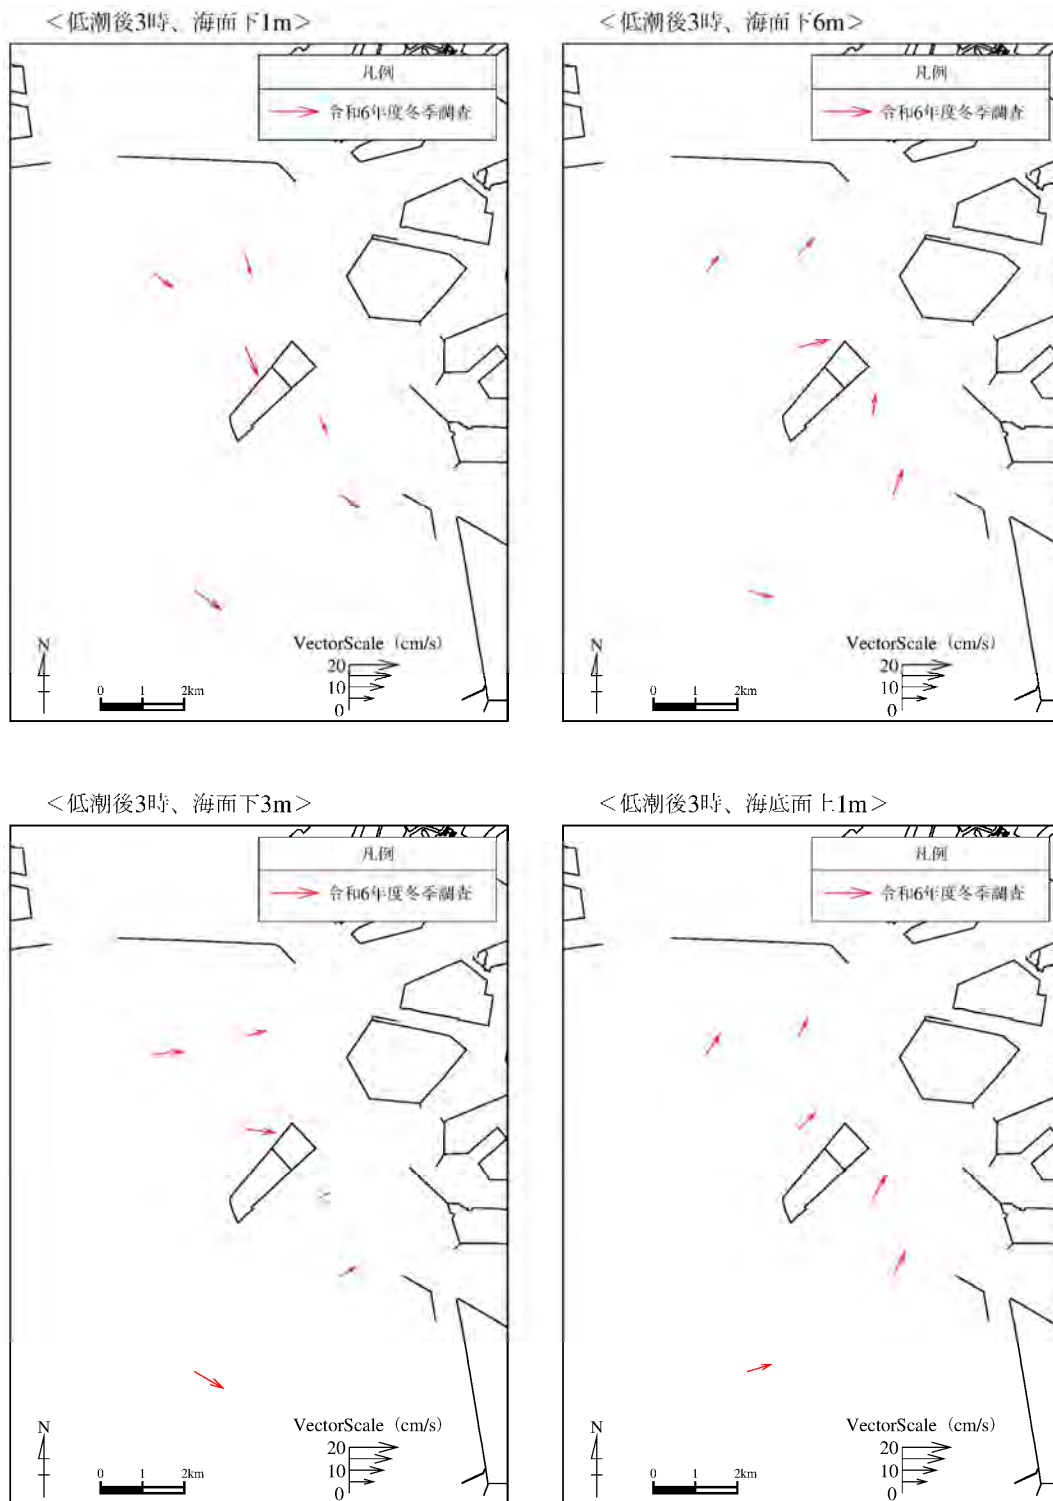 ＜低潮後3時、海面下1m＞
凡例
令和6年度冬季調査
N
0 1 2km
VectorScale (cm/s)
20
10
0
＜低潮後3時、海面下6m＞
凡例
令和6年度冬季調査
N
0 1 2km
VectorScale (cm/s)
20
10
0
＜低潮後3時、海面下3m＞
凡例
令和6年度冬季調査
N
0 1 2km
VectorScale (cm/s)
20
10
0
＜低潮後3時、海底面上1m＞
凡例
令和6年度冬季調査
N
0 1 2km
VectorScale (cm/s)
20
10
0